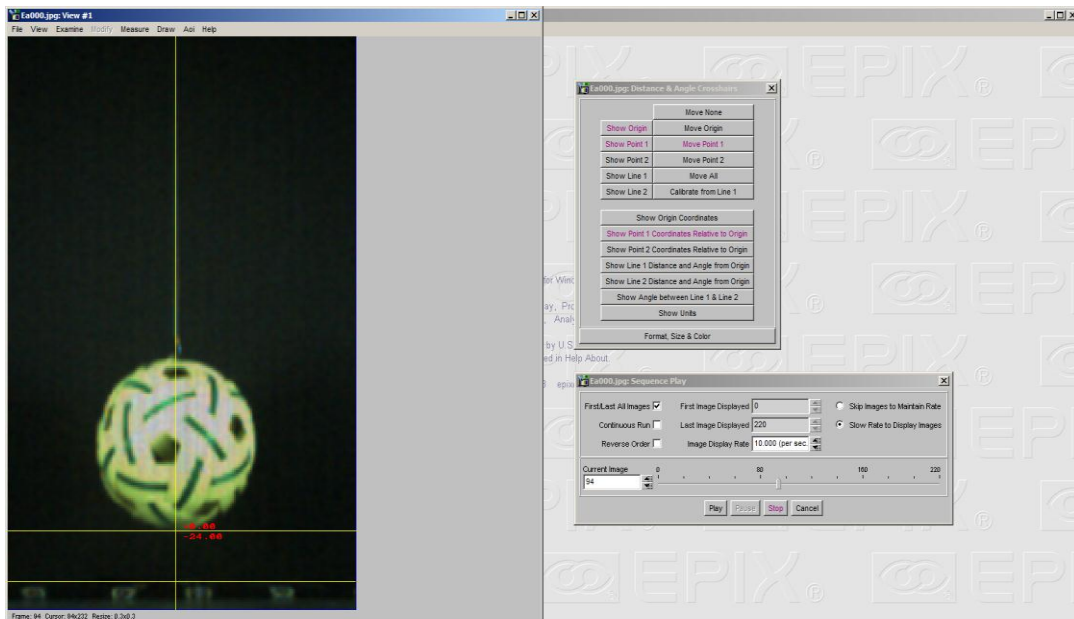 Ea000.jpg: View #1
File View Examine Modify Measure Draw Aoi Help
-24.00
Frame: 94 Cursor: 84x232 Resize: 0.3x0.3
EPIX®
Ea000.jpg: Distance & Angle Crosshairs
Move None
Show Origin Move Origin
Show Point 1 Move Point 1
Show Point 2 Move Point 2
Show Line 1 Move All
Show Line 2 Calibrate from Line 1
Show Origin Coordinates
Show Point 1 Coordinates Relative to Origin
Show Point 2 Coordinates Relative to Origin
Show Line 1 Distance and Angle from Origin
Show Line 2 Distance and Angle from Origin
Show Angle between Line 1 & Line 2
Show Units
Format, Size & Color
by U.S
ed in Help About.
Ea000.jpg: Sequence Play
First/Last All Images First Image Displayed 0 Skip Images to Maintain Rate
Continuous Run Last Image Displayed 220 Slow Rate to Display Images
Reverse Order Image Display Rate 10.000 (per sec.
Current Image 0 80 160 220
94
Play Pause Stop Cancel